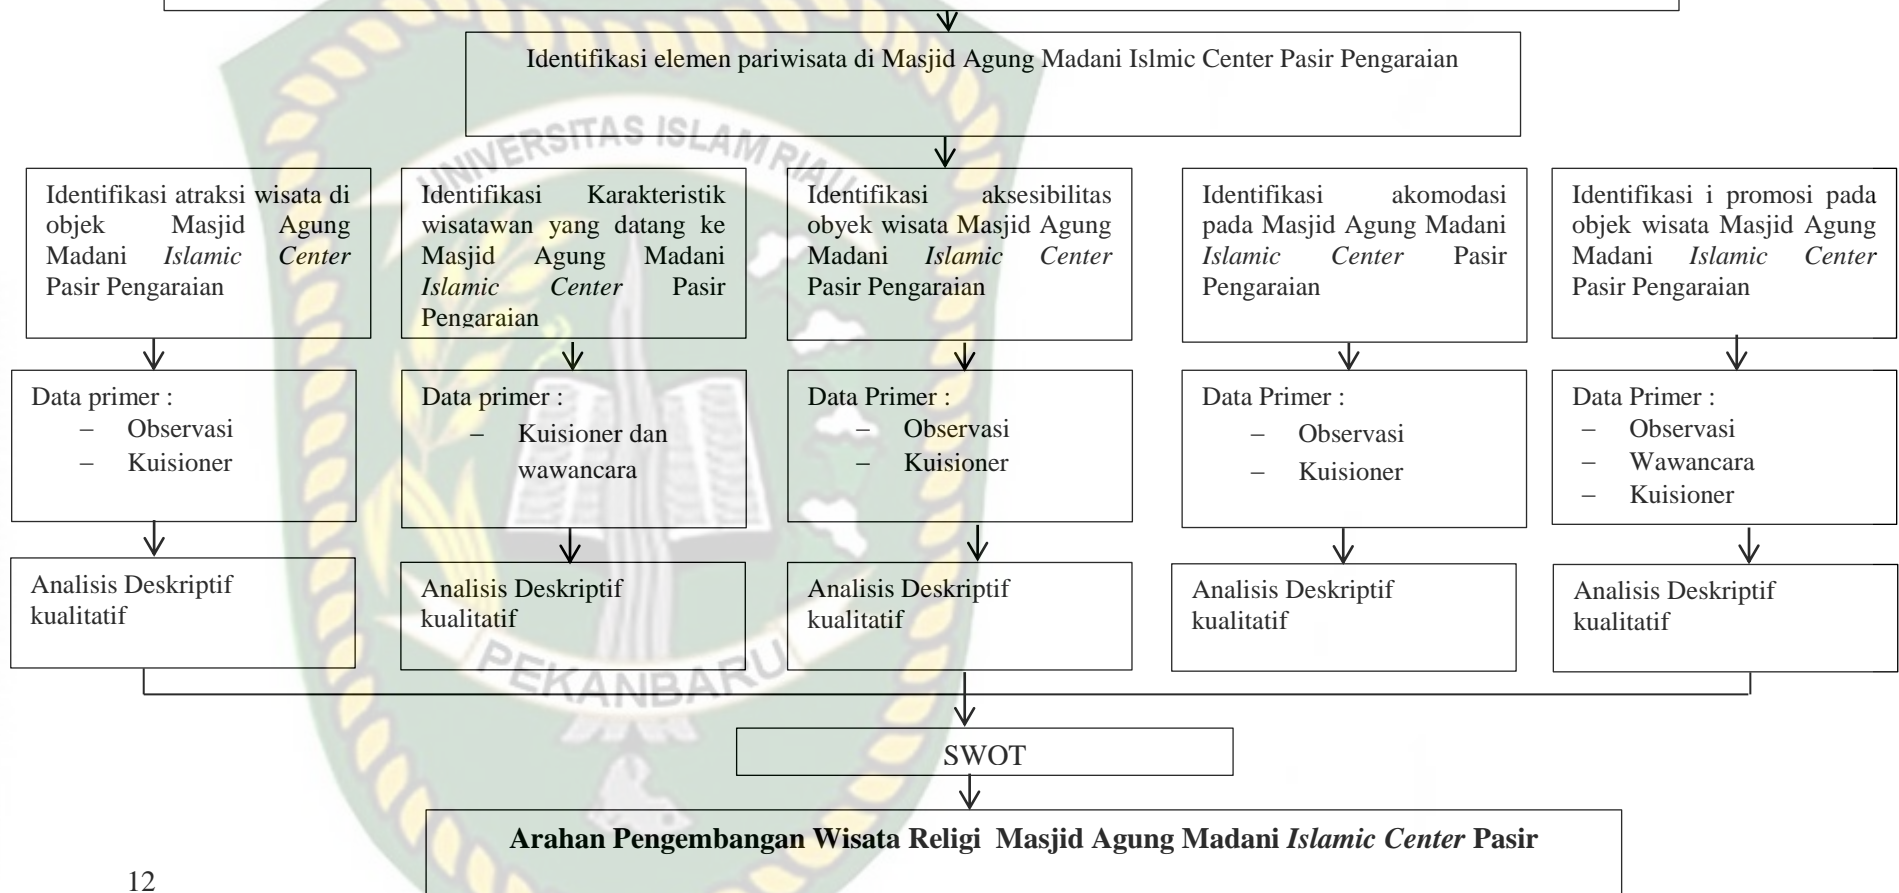 Identifikasi elemen pariwisata di Masjid Agung Madani Islmic Center Pasir Pengaraian
Identifikasi atraksi wisata di
objek Masjid Agung
Madani Islamic Center
Pasir Pengaraian
Identifikasi Karakteristik
wisatawan yang datang ke
Masjid Agung Madani
Islamic Center Pasir
Pengaraian
Identifikasi aksesibilitas
obyek wisata Masjid Agung
Madani Islamic Center
Pasir Pengaraian
Identifikasi akomodasi
pada Masjid Agung Madani
Islamic Center Pasir
Pengaraian
Identifikasi i promosi pada
objek wisata Masjid Agung
Madani Islamic Center
Pasir Pengaraian
Data primer :
– Observasi
– Kuisioner
Data primer :
– Kuisioner dan
wawancara
Data Primer :
– Observasi
– Kuisioner
Data Primer :
– Observasi
– Kuisioner
Data Primer :
– Observasi
– Wawancara
– Kuisioner
Analisis Deskriptif
kualitatif
Analisis Deskriptif
kualitatif
Analisis Deskriptif
kualitatif
Analisis Deskriptif
kualitatif
Analisis Deskriptif
kualitatif
SWOT
Arahan Pengembangan Wisata Religi Masjid Agung Madani Islamic Center Pasir
12
UNIVERSITAS ISLAM RIAU
PEKANBARU